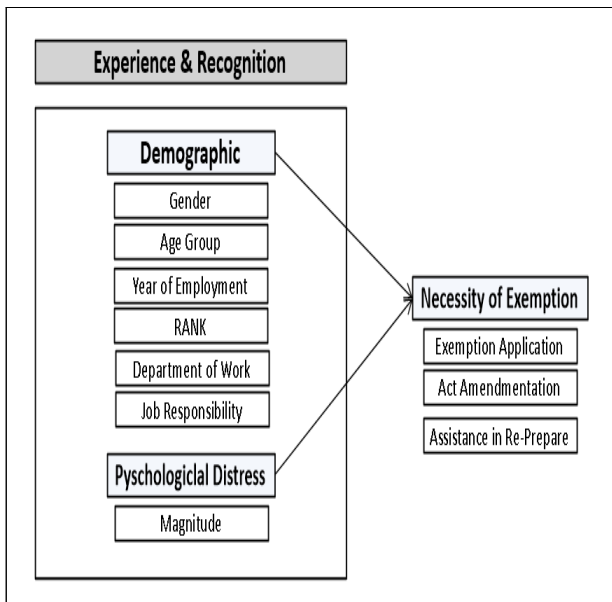 Experience & Recognition
Demographic
Gender
Age Group
Year of Employment
RANK
Department of Work
Job Responsibility
Pyschologiclal Distress
Magnitude
Necessity of Exemption
Exemption Application
Act Amendmentation
Assistance in Re-Prepare